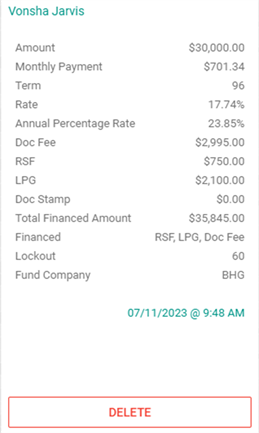 Vonsha Jarvis
Amount $30,000.00
Monthly Payment $701.34
Term 96
Rate 17.74%
Annual Percentage Rate 23.85%
Doc Fee $2,995.00
RSF $750.00
LPG $2,100.00
Doc Stamp $0.00
Total Financed Amount $35,845.00
Financed RSF, LPG, Doc Fee
Lockout 60
Fund Company BHG
07/11/2023 @ 9:48 AM
DELETE